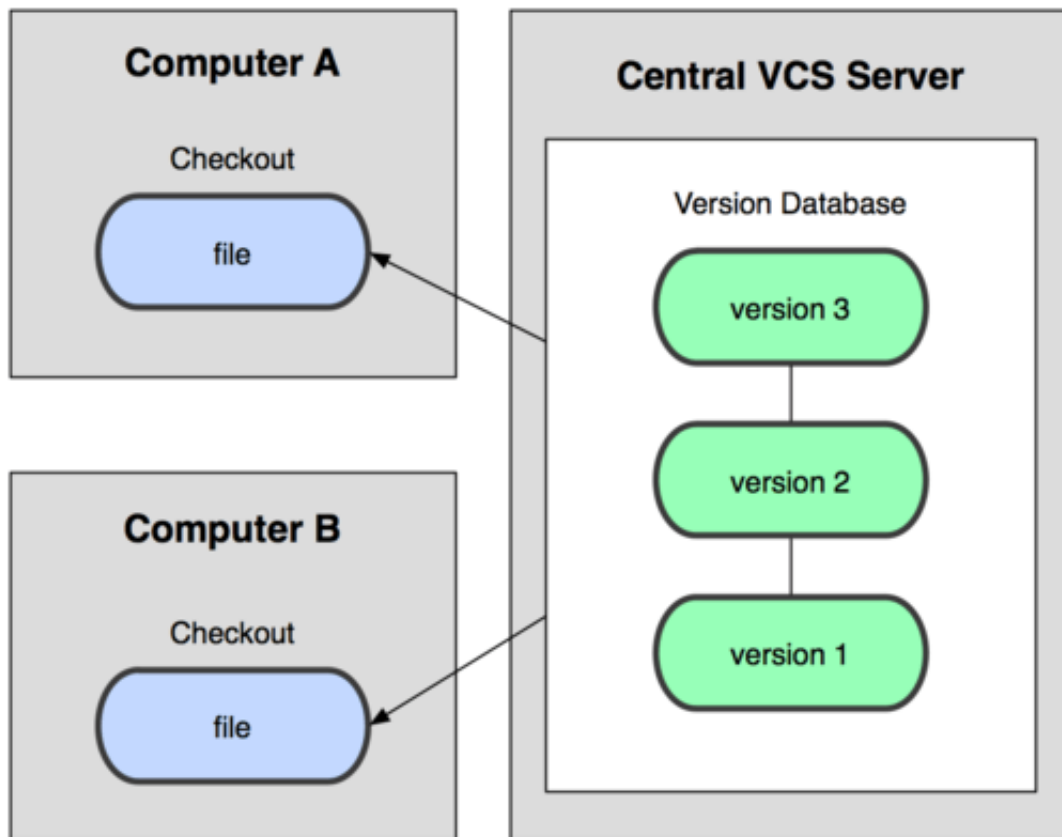 Computer A
Checkout
file
Central VCS Server
Version Database
version 3
version 2
version 1
Computer B
Checkout
file